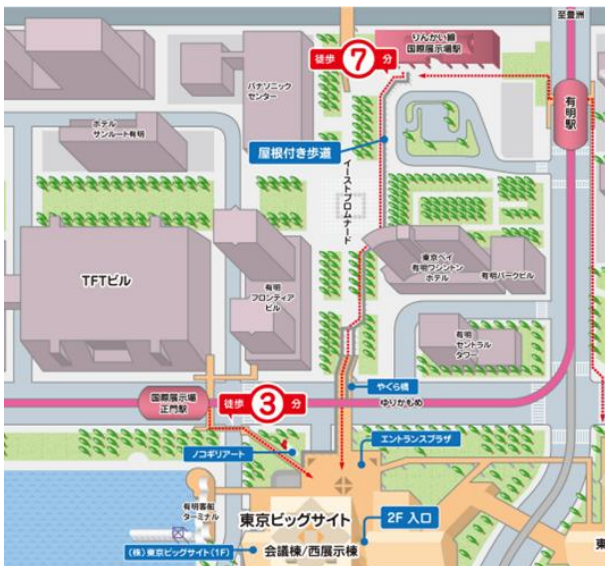 至豊洲
りんかい線
国際展示場駅
徒歩 7 分
パナソニック
センター
有明駅
ホテル
サンルート有明
屋根付き歩道
イーストプロムナード
東京ベイ
有明ワシントン
ホテル
有明パークビル
TFTビル
有明
フロンティア
ビル
有明
セントラル
タワー
国際展示場
正門駅
徒歩 3 分
やぐら橋
ゆりかもめ
ノコギリアート
エントランスプラザ
有明客船
ターミナル
東京ビッグサイト
2F 入口
(株)東京ビッグサイト(1F)
会議棟/西展示棟
東